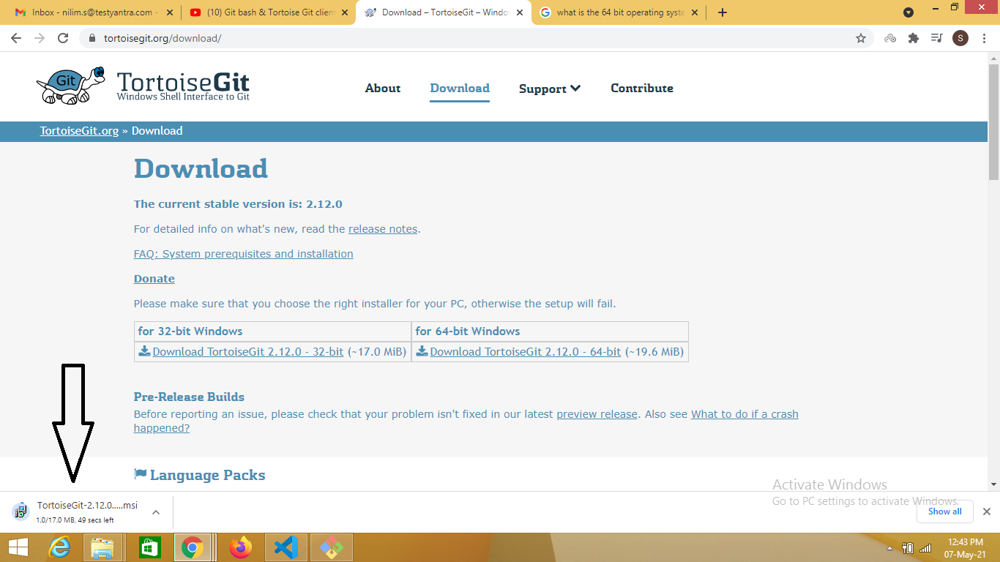 Inbox - nilim.s@testyantra.com -
(10) Git bash & Tortoise Git clien
Download – TortoiseGit – Windo
what is the 64 bit operating syste
tortoisegit.org/download/
S
Git
TortoiseGit
Windows Shell Interface to Git
About
Download
Support
Contribute
TortoiseGit.org » Download
Download
The current stable version is: 2.12.0
For detailed info on what's new, read the release notes.
FAQ: System prerequisites and installation
Donate
Please make sure that you choose the right installer for your PC, otherwise the setup will fail.
for 32-bit Windows
for 64-bit Windows
Download TortoiseGit 2.12.0 - 32-bit (~17.0 MiB)
Download TortoiseGit 2.12.0 - 64-bit (~19.6 MiB)
Pre-Release Builds
Before reporting an issue, please check that your problem isn't fixed in our latest preview release. Also see What to do if a crash
happened?
Language Packs
Activate Windows
Go to PC settings to activate Windows.
TortoiseGit-2.12.0.....msi
1.0/17.0 MB, 49 secs left
Show all
12:43 PM
07-May-21